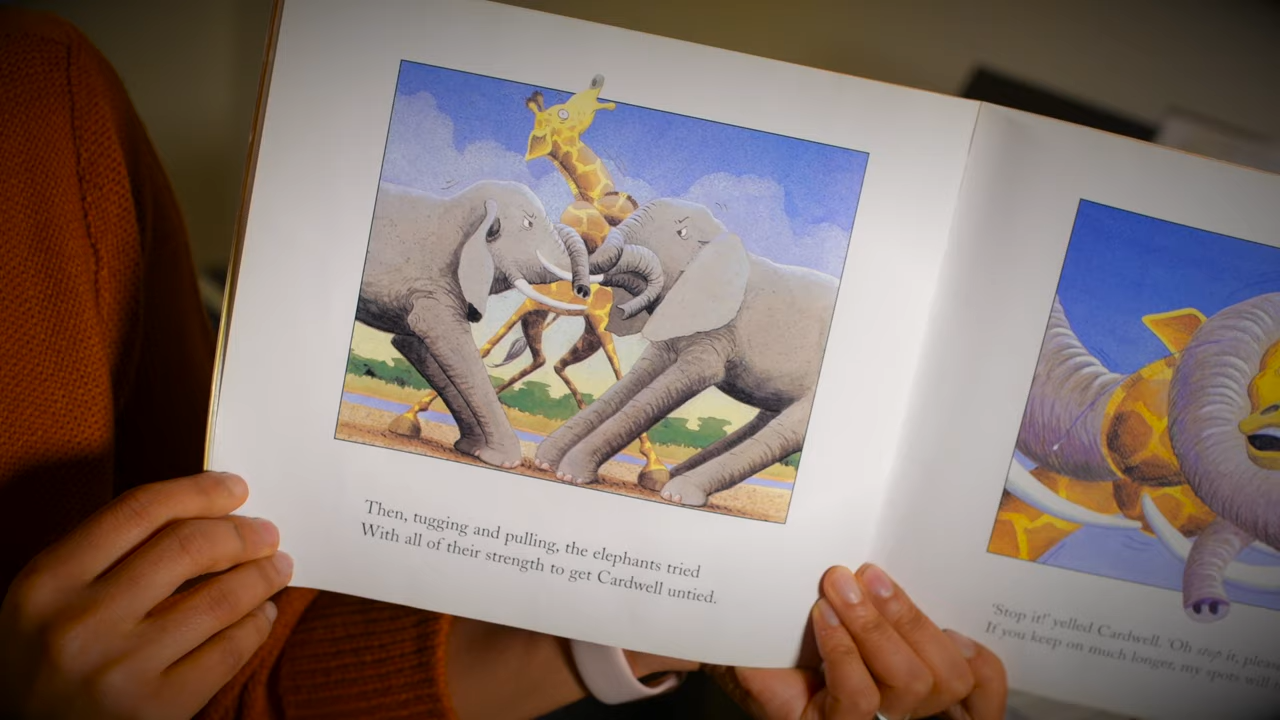 Then, tugging and pulling, the elephants tried
With all of their strength to get Cardwell untied.
'Stop it!' yelled Cardwell. 'Oh stop it,
If you keep on much longer, my spots will